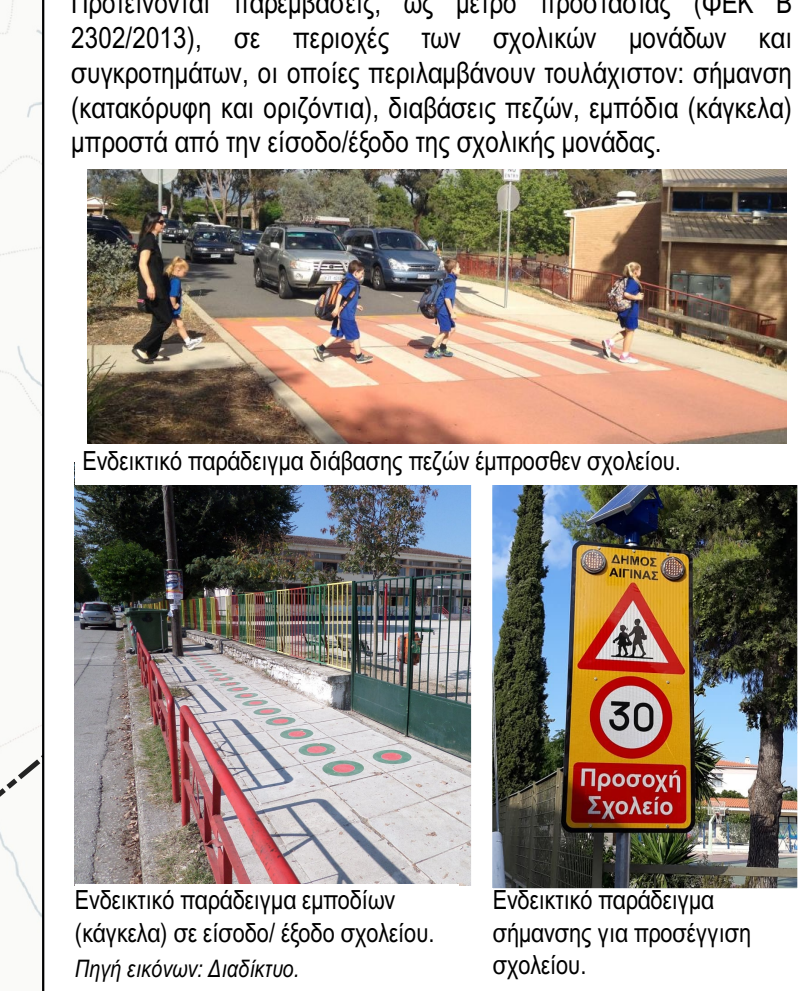 Προτείνονται παρεμβάσεις, ως μέτρο προστασίας (ΦΕΚ Β
2302/2013), σε περιοχές των σχολικών μονάδων και
συγκροτημάτων, οι οποίες περιλαμβάνουν τουλάχιστον: σήμανση
(κατακόρυφη και οριζόντια), διαβάσεις πεζών, εμπόδια (κάγκελα)
μπροστά από την είσοδο/έξοδο της σχολικής μονάδας.
Ενδεικτικό παράδειγμα διάβασης πεζών έμπροσθεν σχολείου.
ΔΗΜΟΣ
ΑΙΓΙΝΑΣ
30
Προσοχή
Σχολείο
Ενδεικτικό παράδειγμα εμποδίων
(κάγκελα) σε είσοδο/ έξοδο σχολείου.
Πηγή εικόνων: Διαδίκτυο.
Ενδεικτικό παράδειγμα
σήμανσης για προσέγγιση
σχολείου.